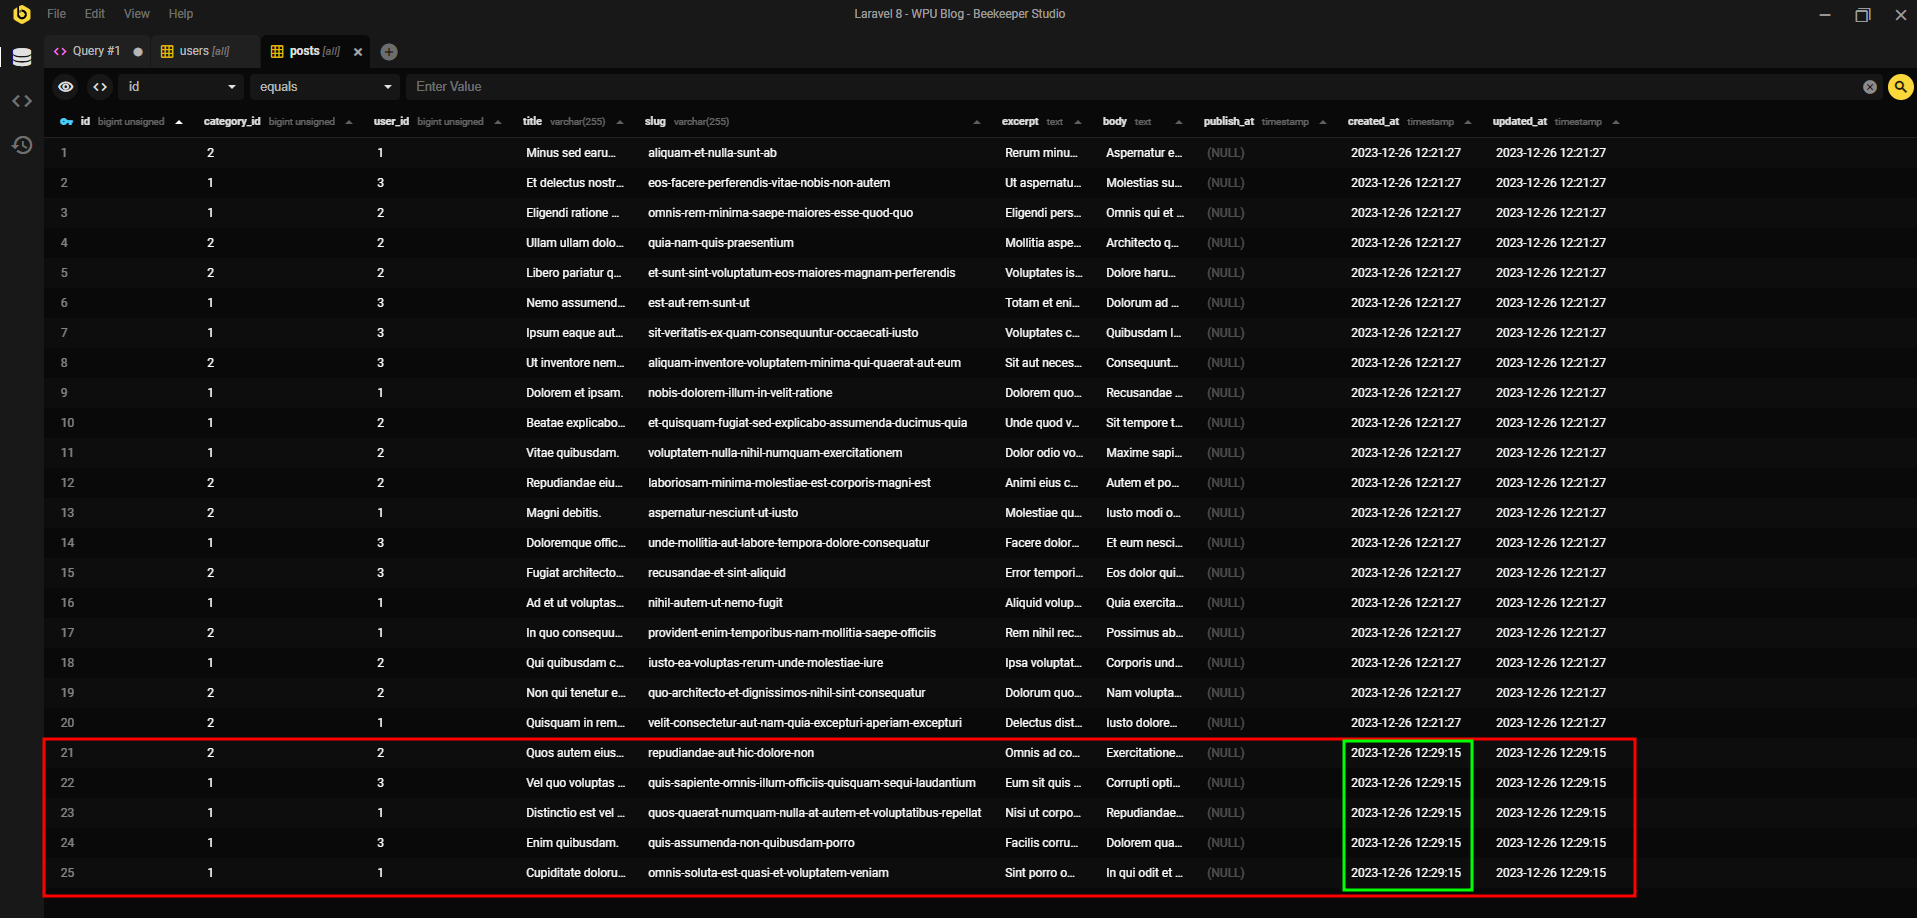 File Edit View Help Laravel 8 - WPU Blog - Beekeeper Studio
Query #1 users [all] posts [all]
id equals Enter Value
id bigint unsigned category_id bigint unsigned user_id bigint unsigned title varchar(255) slug varchar(255) excerpt text body text publish_at timestamp created_at timestamp updated_at timestamp
1 2 1 Minus sed earu... aliquam-et-nulla-sunt-ab Rerum minu... Aspernatur e... (NULL) 2023-12-26 12:21:27 2023-12-26 12:21:27
2 1 3 Et delectus nostr... eos-facere-perferendis-vitae-nobis-non-autem Ut aspernatu... Molestias su... (NULL) 2023-12-26 12:21:27 2023-12-26 12:21:27
3 1 2 Eligendi ratione ... omnis-rem-minima-saepe-maiores-esse-quod-quo Eligendi pers... Omnis qui et ... (NULL) 2023-12-26 12:21:27 2023-12-26 12:21:27
4 2 2 Ullam ullam dolo... quia-nam-quis-praesentium Mollitia aspe... Architecto q... (NULL) 2023-12-26 12:21:27 2023-12-26 12:21:27
5 2 2 Libero pariatur q... et-sunt-sint-voluptatum-eos-maiores-magnam-perferendis Voluptates is... Dolore haru... (NULL) 2023-12-26 12:21:27 2023-12-26 12:21:27
6 1 3 Nemo assumend... est-aut-rem-sunt-ut Totam et eni... Dolorum ad ... (NULL) 2023-12-26 12:21:27 2023-12-26 12:21:27
7 1 3 Ipsum eaque aut... sit-veritatis-ex-quam-consequuntur-occaecati-iusto Voluptates c... Quibusdam l... (NULL) 2023-12-26 12:21:27 2023-12-26 12:21:27
8 2 3 Ut inventore nem... aliquam-inventore-voluptatem-minima-qui-quaerat-aut-eum Sit aut neces... Consequunt... (NULL) 2023-12-26 12:21:27 2023-12-26 12:21:27
9 1 1 Dolorem et ipsam. nobis-dolorem-illum-in-velit-ratione Dolorem quo... Recusandae ... (NULL) 2023-12-26 12:21:27 2023-12-26 12:21:27
10 1 2 Beatae explicabo... et-quisquam-fugiat-sed-explicabo-assumenda-ducimus-quia Unde quod v... Sit tempore t... (NULL) 2023-12-26 12:21:27 2023-12-26 12:21:27
11 1 2 Vitae quibusdam. voluptatem-nulla-nihil-numquam-exercitationem Dolor odio vo... Maxime sapi... (NULL) 2023-12-26 12:21:27 2023-12-26 12:21:27
12 2 2 Repudiandae eiu... laboriosam-minima-molestiae-est-corporis-magni-est Animi eius c... Autem et po... (NULL) 2023-12-26 12:21:27 2023-12-26 12:21:27
13 2 1 Magni debitis. aspernatur-nesciunt-ut-iusto Molestiae qu... Iusto modi o... (NULL) 2023-12-26 12:21:27 2023-12-26 12:21:27
14 1 3 Doloremque offic... unde-mollitia-aut-labore-tempora-dolore-consequatur Facere dolor... Et eum nesci... (NULL) 2023-12-26 12:21:27 2023-12-26 12:21:27
15 2 3 Fugiat architecto... recusandae-et-sint-aliquid Error tempori... Eos dolor qui... (NULL) 2023-12-26 12:21:27 2023-12-26 12:21:27
16 1 1 Ad et ut voluptas... nihil-autem-ut-nemo-fugit Aliquid volup... Quia exercita... (NULL) 2023-12-26 12:21:27 2023-12-26 12:21:27
17 2 1 In quo consequu... provident-enim-temporibus-nam-mollitia-saepe-officiis Rem nihil rec... Possimus ab... (NULL) 2023-12-26 12:21:27 2023-12-26 12:21:27
18 1 2 Qui quibusdam c... iusto-ea-voluptas-rerum-unde-molestiae-iure Ipsa voluptat... Corporis und... (NULL) 2023-12-26 12:21:27 2023-12-26 12:21:27
19 2 2 Non qui tenetur e... quo-architecto-et-dignissimos-nihil-sint-consequatur Dolorum quo... Nam volupta... (NULL) 2023-12-26 12:21:27 2023-12-26 12:21:27
20 2 1 Quisquam in rem... velit-consectetur-aut-nam-quia-excepturi-aperiam-excepturi Delectus dist... Iusto dolore... (NULL) 2023-12-26 12:21:27 2023-12-26 12:21:27
21 2 2 Quos autem eius... repudiandae-aut-hic-dolore-non Omnis ad co... Exercitatione... (NULL) 2023-12-26 12:29:15 2023-12-26 12:29:15
22 1 3 Vel quo voluptas ... quis-sapiente-omnis-illum-officiis-quisquam-sequi-laudantium Eum sit quis ... Corrupti opti... (NULL) 2023-12-26 12:29:15 2023-12-26 12:29:15
23 1 1 Distinctio est vel ... quos-quaerat-numquam-nulla-at-autem-et-voluptatibus-repellat Nisi ut corpo... Repudiandae... (NULL) 2023-12-26 12:29:15 2023-12-26 12:29:15
24 1 3 Enim quibusdam. quis-assumenda-non-quibusdam-porro Facilis corru... Dolorem qua... (NULL) 2023-12-26 12:29:15 2023-12-26 12:29:15
25 1 1 Cupiditate doloru... omnis-soluta-est-quasi-et-voluptatem-veniam Sint porro o... In qui odit et ... (NULL) 2023-12-26 12:29:15 2023-12-26 12:29:15